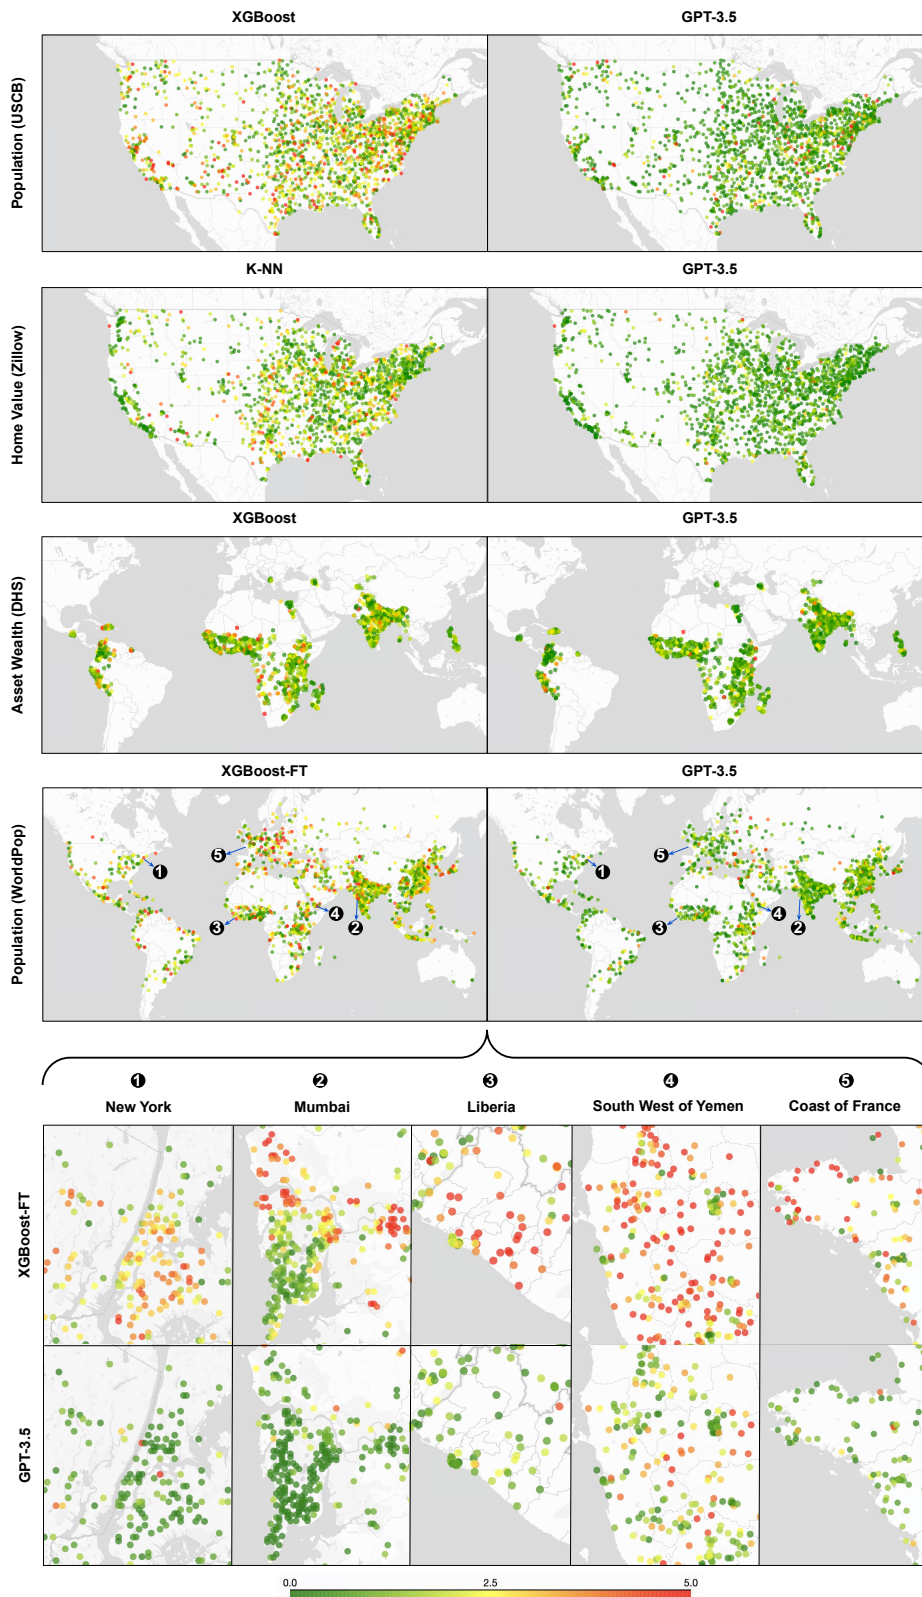 XGBoost GPT-3.5
Population (USCB)
K-NN GPT-3.5
Home Value (Zillow)
XGBoost GPT-3.5
Asset Wealth (DHS)
XGBoost-FT GPT-3.5
Population (WorldPop)
5 1 3 4 2
5 1 3 4 2
1 2 3 4 5
New York Mumbai Liberia South West of Yemen Coast of France
XGBoost-FT
GPT-3.5
0.0 2.5 5.0